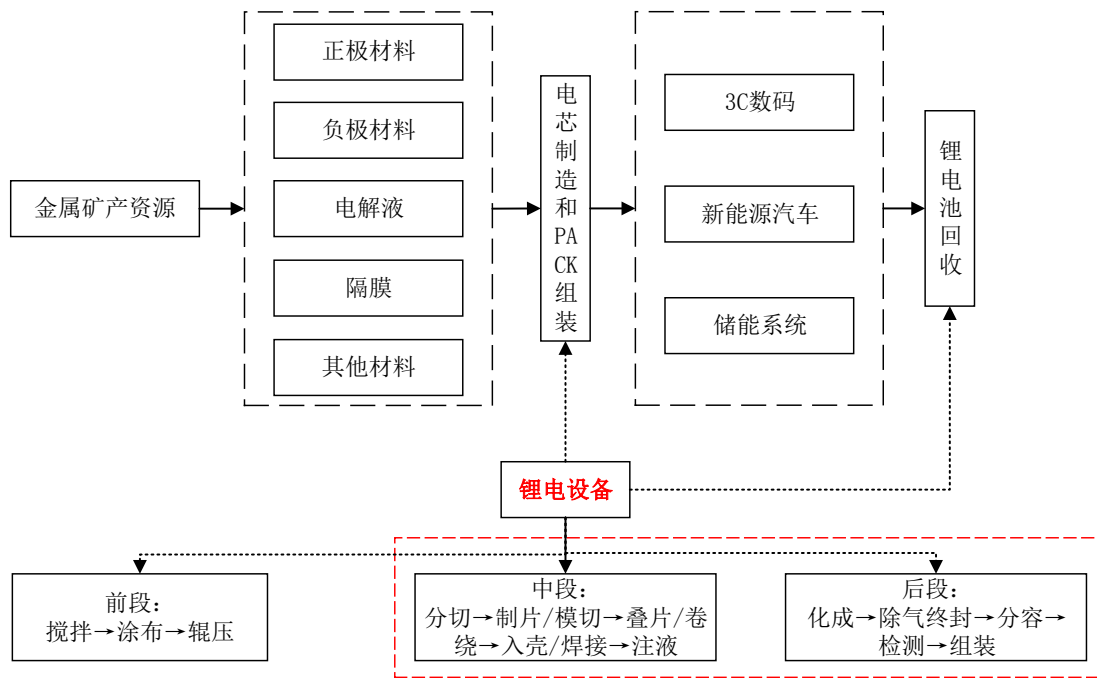 金属矿产资源
正极材料
负极材料
电解液
隔膜
其他材料
电
芯
制
造
和
PA
CK
组
装
3C数码
新能源汽车
储能系统
锂
电
池
回
收
锂电设备
前段：
搅拌→涂布→辊压
中段：
分切→制片/模切→叠片/卷
绕→入壳/焊接→注液
后段：
化成→除气终封→分容→
检测→组装